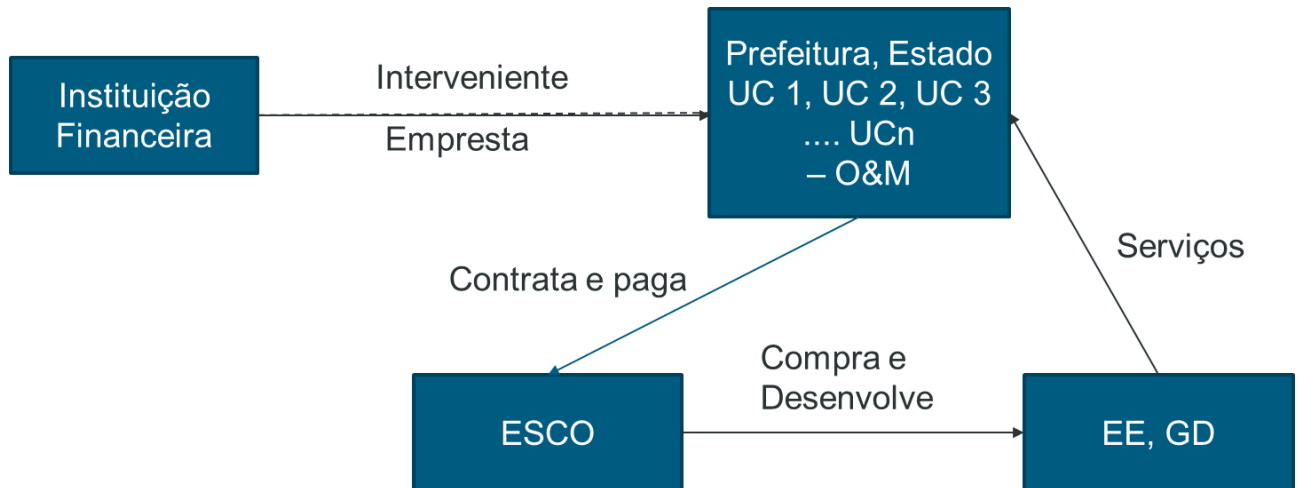 Instituição
Financeira
Interveniente
Empresta
Prefeitura, Estado
UC 1, UC 2, UC 3
.... UCn
– O&M
Contrata e paga
Serviços
ESCO
Compra e
Desenvolve
EE, GD